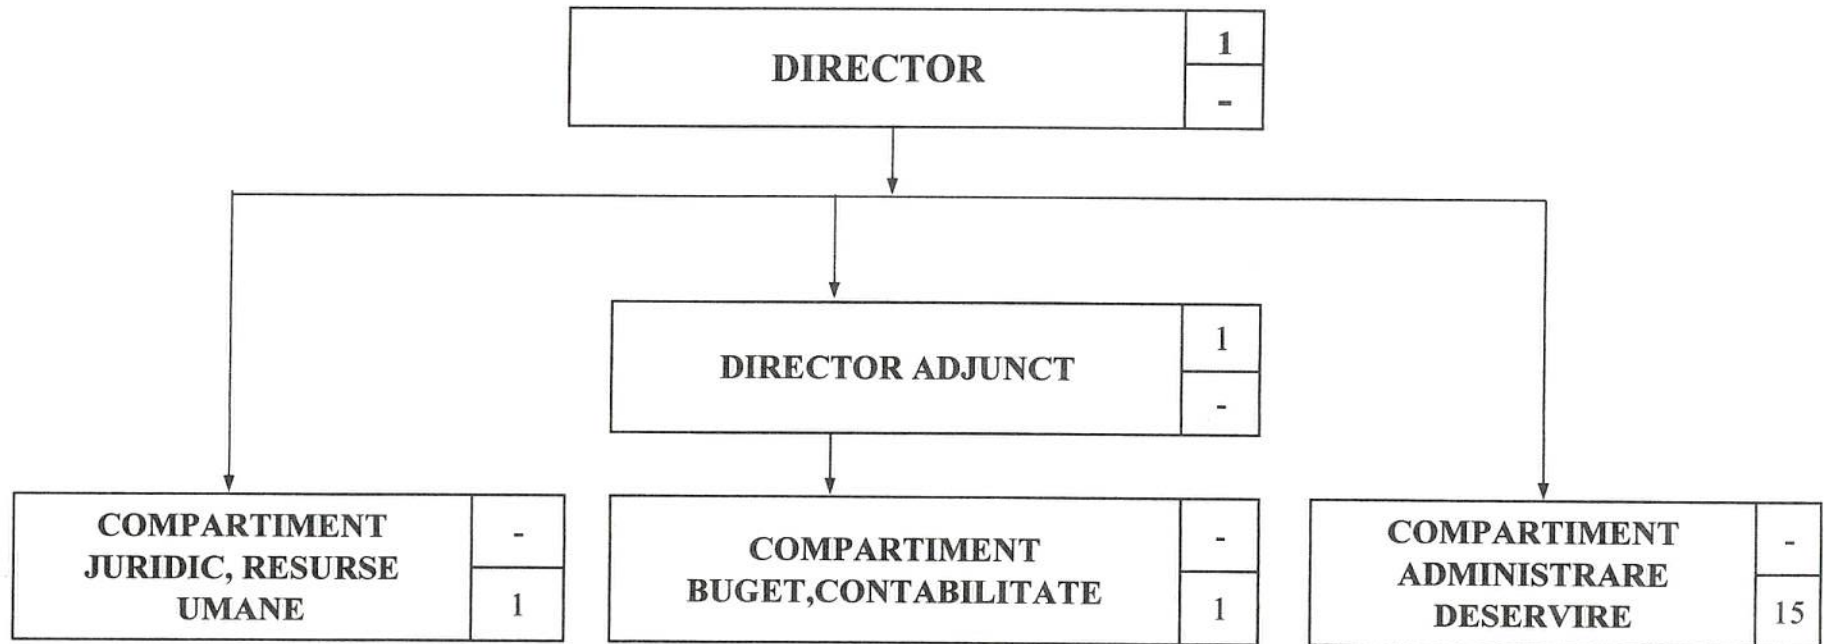 DIRECTOR
1
-
DIRECTOR ADJUNCT
1
-
COMPARTIMENT
JURIDIC, RESURSE
UMANE
-
1
COMPARTIMENT
BUGET,CONTABILITATE
-
1
COMPARTIMENT
ADMINISTRARE
DESERVIRE
-
15